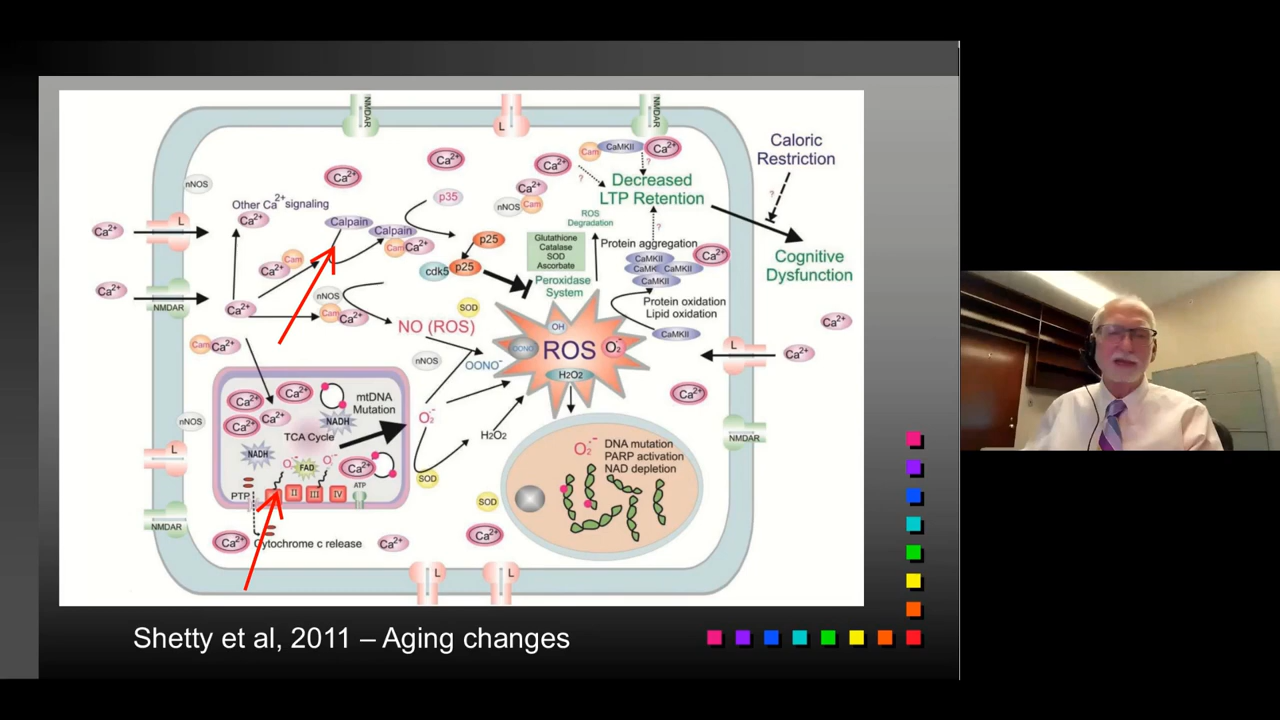 NMDAR
L
NMDAR
Caloric
Restriction
Cam
CaMKII
Ca2+
?
Ca2+
Ca2+
?
Ca2+
Decreased
LTP Retention
?
nNOS
Ca2+
nNOS
Cam
p35
Other Ca2+ signaling
Ca2+
Calpain
ROS
Degradation
?
L
Ca2+
Calpain
Cam
Ca2+
p25
Glutathione
Catalase
SOD
Ascorbate
Protein aggregation
Ca2+
Cognitive
Dysfunction
Cam
Ca2+
cdk5
p25
CaMKII
CaMK
CaMKII
CaMKII
Peroxidase
System
Ca2+
NMDAR
nNOS
Ca2+
Cam
Ca2+
SOD
Protein oxidation
Lipid oxidation
NO (ROS)
OH
CaMKII
Ca2+
Cam
Ca2+
OONO
ROS
O2-
L
Ca2+
nNOS
OONO-
H2O2
Ca2+
Ca2+
Ca2+
Ca2+
mtDNA
Mutation
Ca2+
nNOS
NADH
O2-
NMDAR
TCA Cycle
H2O2
O2-
DNA mutation
PARP activation
NAD depletion
L
NADH
O2-
FAD
O-
Ca2+
SOD
PTP
II
III
IV
ATP
SOD
NMDAR
Ca2+
Cytochrome c release
Ca2+
Ca2+
L
L
Shetty et al, 2011 – Aging changes